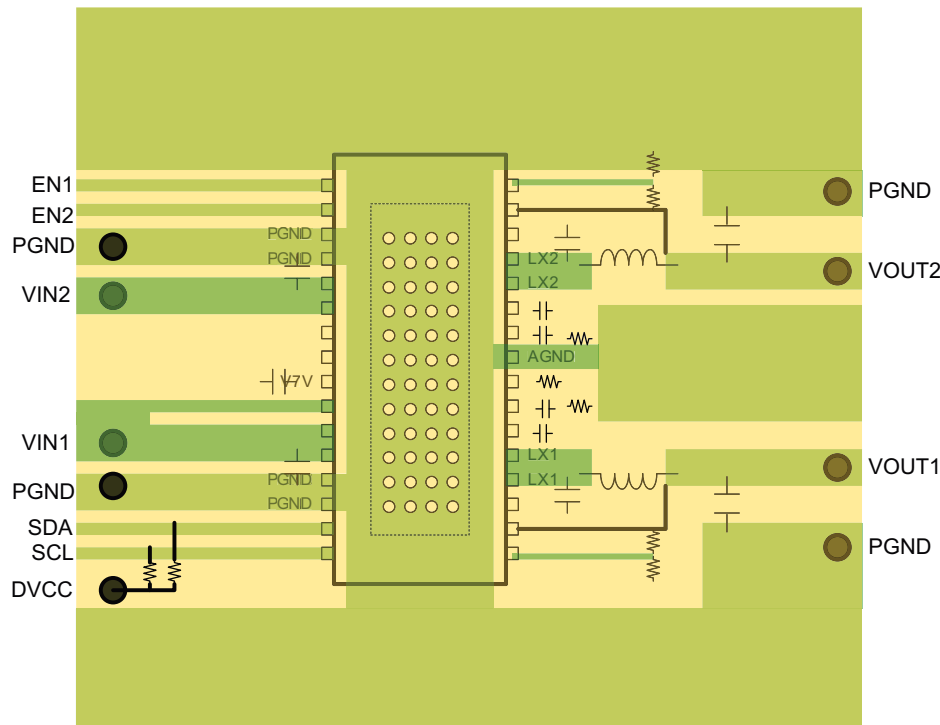 EN1
EN2
PGND
VIN2
VIN1
PGND
SDA
SCL
DVCC
PGND
PGND
V7V
PGND
PGND
LX2
LX2
AGND
LX1
LX1
PGND
VOUT2
VOUT1
PGND